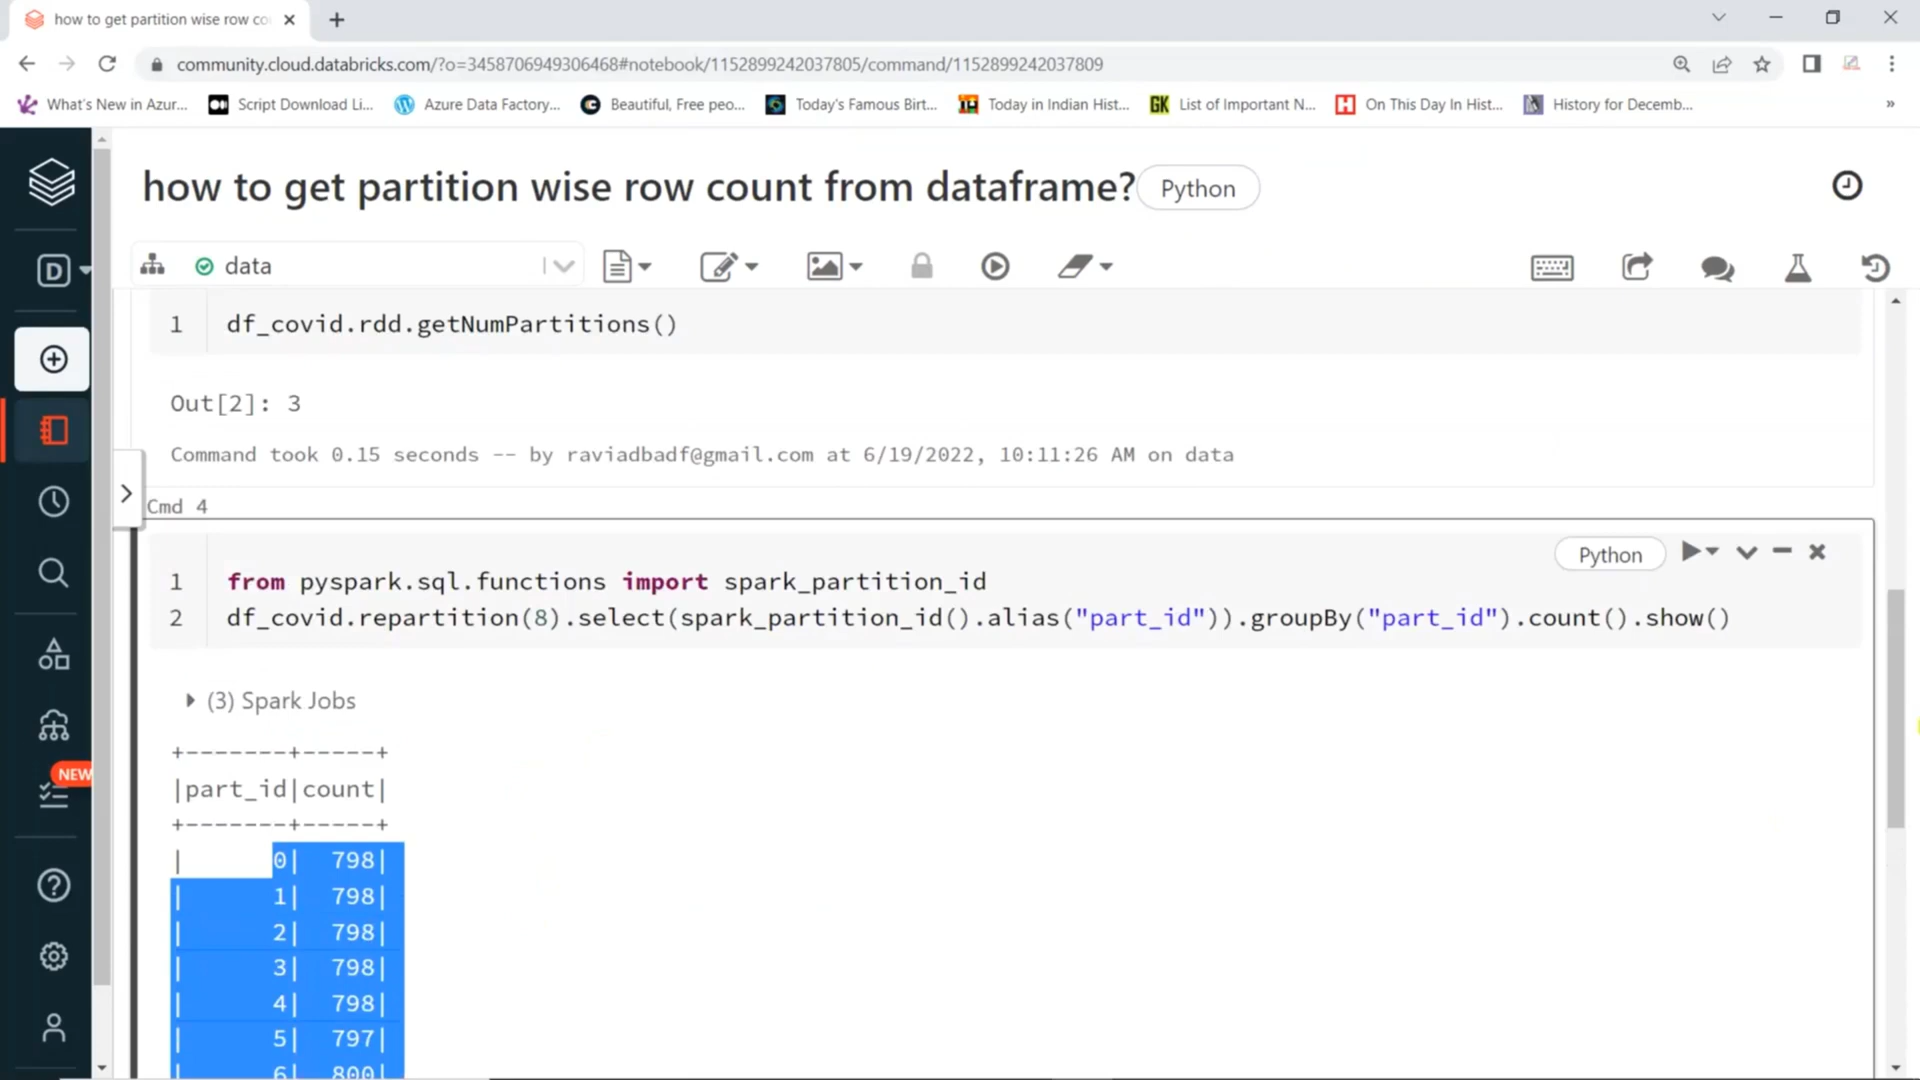 how to get partition wise row co
community.cloud.databricks.com/?o=3458706949306468#notebook/1152899242037805/command/1152899242037809
What's New in Azur...
Script Download Li...
Azure Data Factory...
Beautiful, Free peo...
Today's Famous Birt...
Today in Indian Hist...
GK
List of Important N...
On This Day In Hist...
History for Decemb...
»
how to get partition wise row count from dataframe? Python
D
data
1 df_covid.rdd.getNumPartitions()
Out[2]: 3
Command took 0.15 seconds -- by raviadbadf@gmail.com at 6/19/2022, 10:11:26 AM on data
Cmd 4
Python
1 from pyspark.sql.functions import spark_partition_id
2 df_covid.repartition(8).select(spark_partition_id().alias("part_id")).groupBy("part_id").count().show()
(3) Spark Jobs
+-------+-----+
|part_id|count|
+-------+-----+
| 0| 798|
| 1| 798|
| 2| 798|
| 3| 798|
| 4| 798|
| 5| 797|
| 6| 800|
NEW